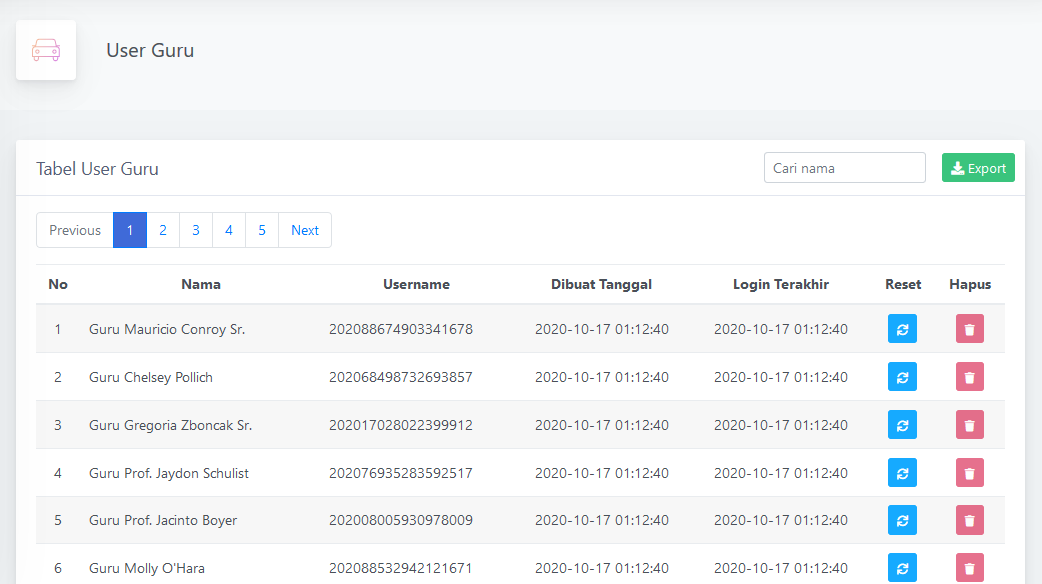 User Guru
Tabel User Guru
Cari nama
Export
Previous 1 2 3 4 5 Next
No Nama Username Dibuat Tanggal Login Terakhir Reset Hapus
1 Guru Mauricio Conroy Sr. 202088674903341678 2020-10-17 01:12:40 2020-10-17 01:12:40
2 Guru Chelsey Pollich 202068498732693857 2020-10-17 01:12:40 2020-10-17 01:12:40
3 Guru Gregoria Zboncak Sr. 202017028022399912 2020-10-17 01:12:40 2020-10-17 01:12:40
4 Guru Prof. Jaydon Schulist 202076935283592517 2020-10-17 01:12:40 2020-10-17 01:12:40
5 Guru Prof. Jacinto Boyer 202008005930978009 2020-10-17 01:12:40 2020-10-17 01:12:40
6 Guru Molly O'Hara 202088532942121671 2020-10-17 01:12:40 2020-10-17 01:12:40